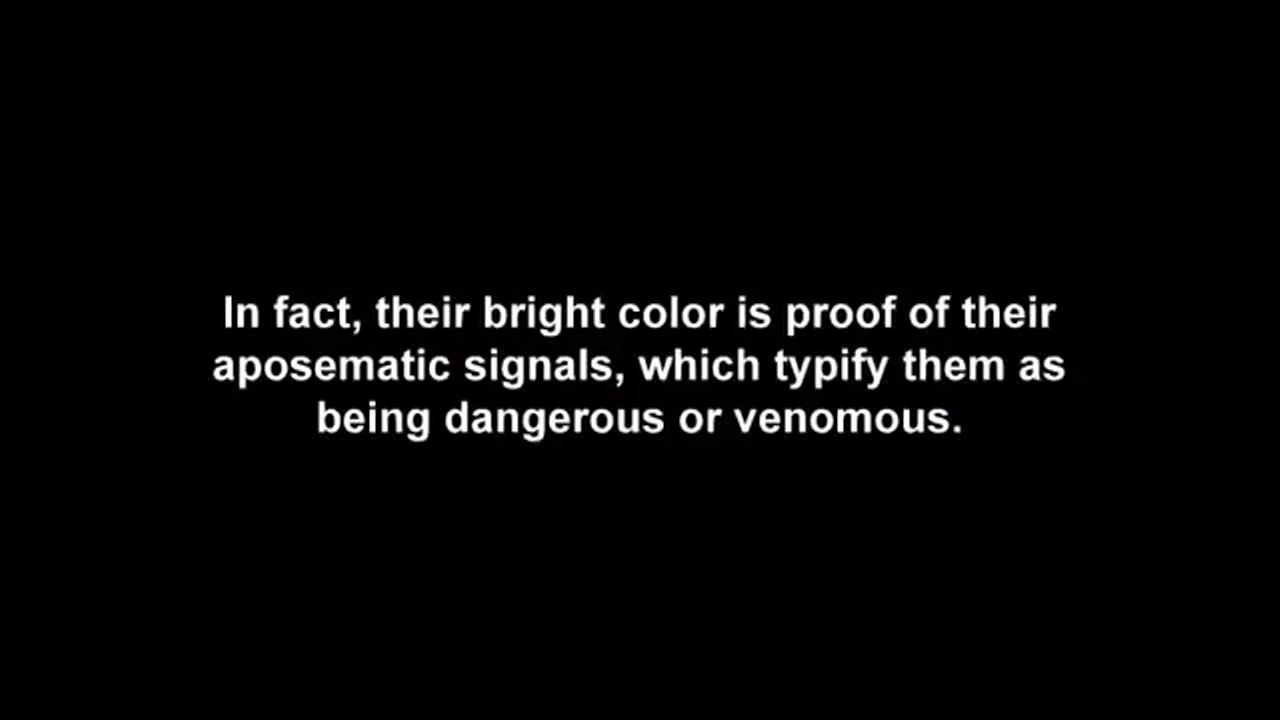 In fact, their bright color is proof of their
aposematic signals, which typify them as
being dangerous or venomous.